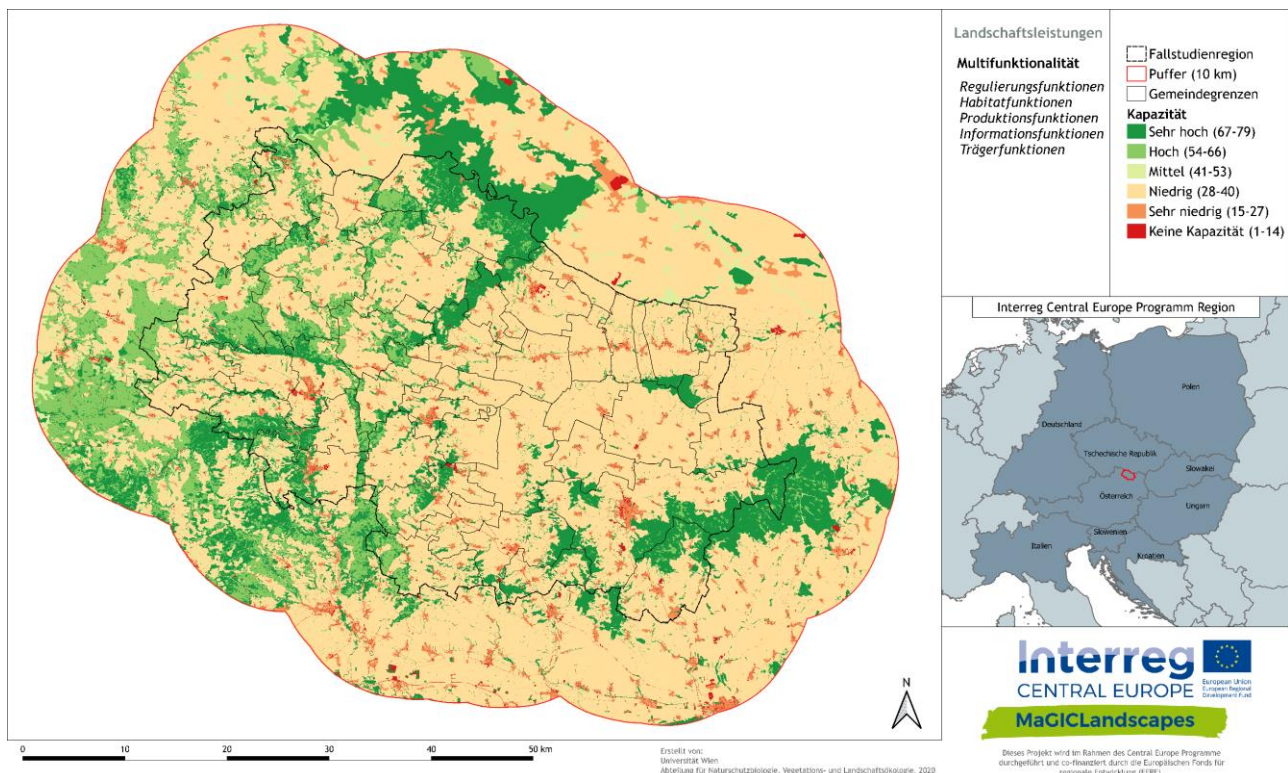 Landschaftsleistungen
Multifunktionalität
Regulierungsfunktionen
Habitatfunktionen
Produktionsfunktionen
Informationsfunktionen
Trägerfunktionen
Fallstudienregion
Puffer (10 km)
Gemeindegrenzen
Kapazität
Sehr hoch (67-79)
Hoch (54-66)
Mittel (41-53)
Niedrig (28-40)
Sehr niedrig (15-27)
Keine Kapazität (1-14)
Interreg Central Europe Programm Region
Polen
Deutschland
Tschechische Republik
Slowakei
Österreich
Ungarn
Slowenien
Italien
Kroatien
N
Interreg
CENTRAL EUROPE
European Union
European Regional
Development Fund
MaGICLandscapes
Dieses Projekt wird im Rahmen des Central Europe Programme
durchgeführt und co-finanziert durch die Europäischen Fonds für
regionale Entwicklung (EFRE)
0 10 20 30 40 50 km
Erstellt von:
Universität Wien
Abteilung für Naturschutzbiologie, Vegetations- und Landschaftsökologie, 2020